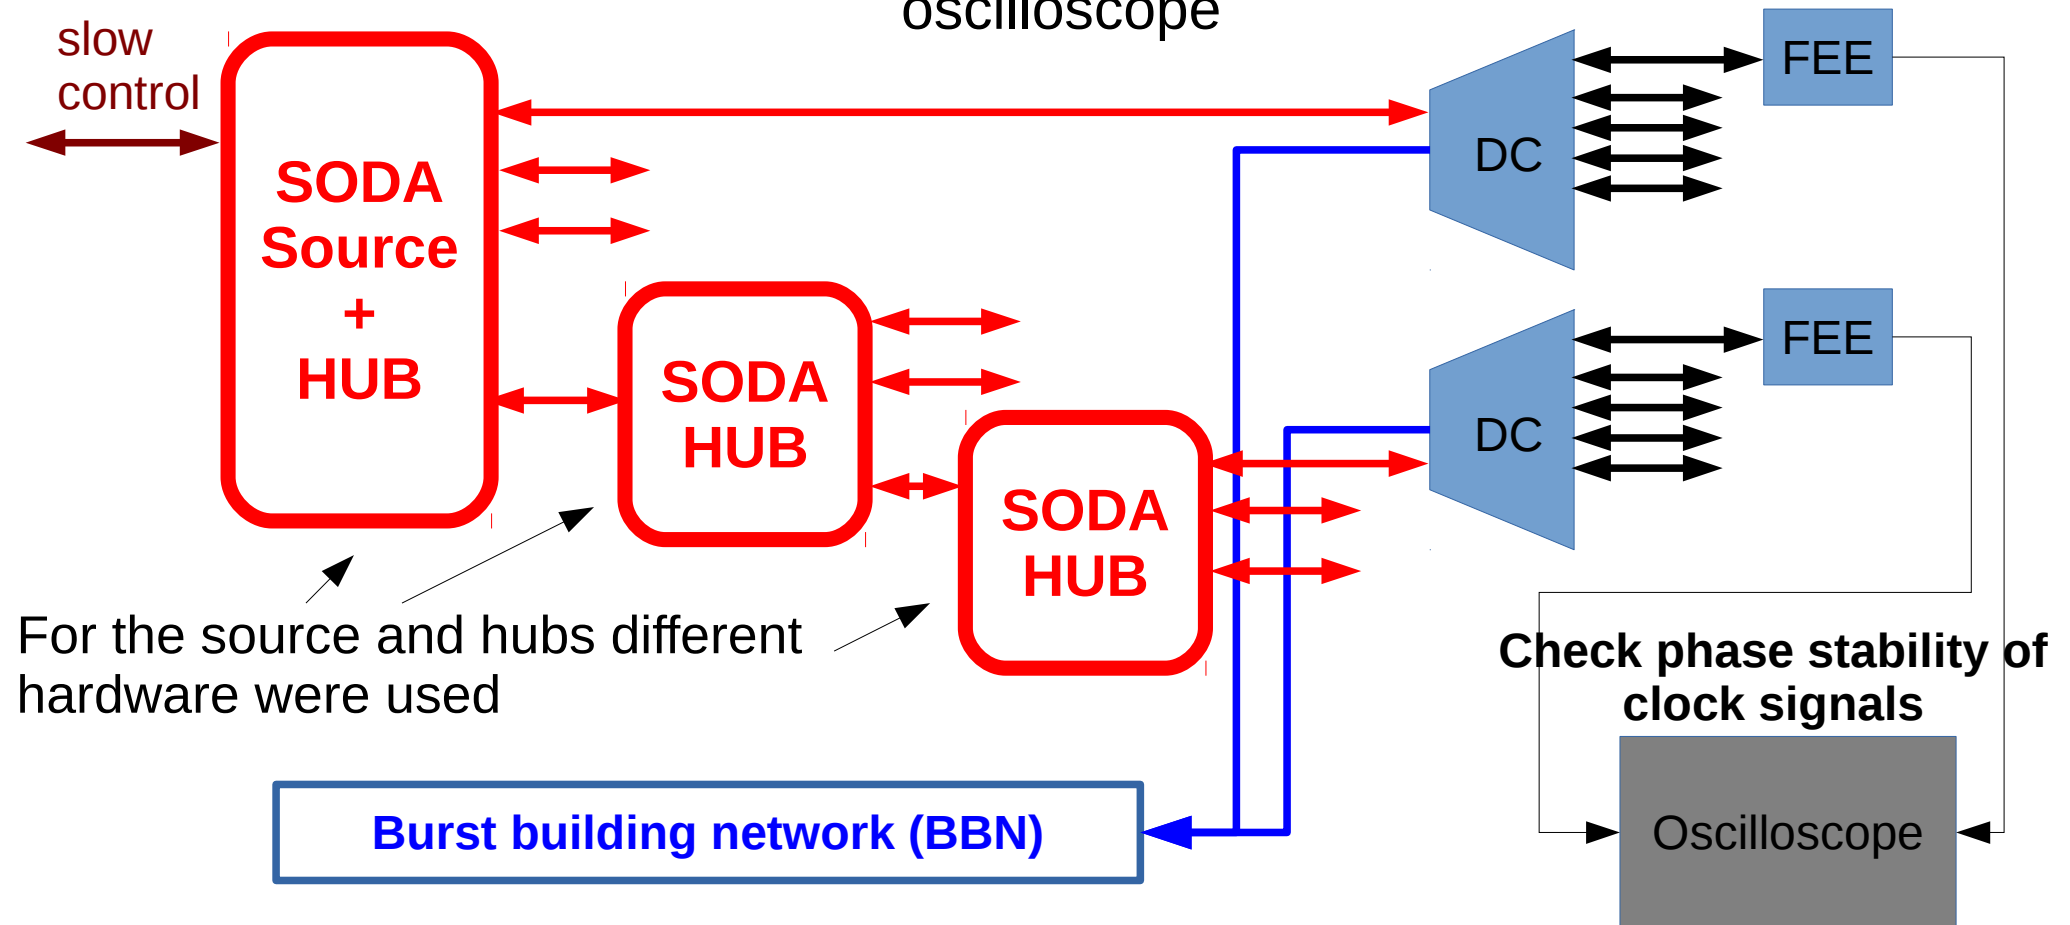 oscilloscope
slow
control
SODA
Source
+
HUB
SODA
HUB
SODA
HUB
DC
FEE
DC
FEE
For the source and hubs different
hardware were used
Check phase stability of
clock signals
Burst building network (BBN)
Oscilloscope